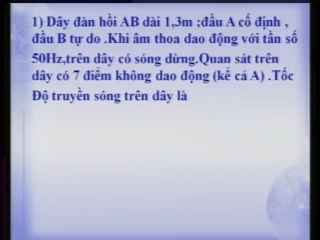 1) Dây đàn hồi AB dài 1,3m ;đầu A cố định ,
đầu B tự do .Khi âm thoa dao động với tần số
50Hz,trên dây có sóng dừng.Quan sát trên
dây có 7 điểm không dao động (kể cả A) .Tốc
Độ truyền sóng trên dây là